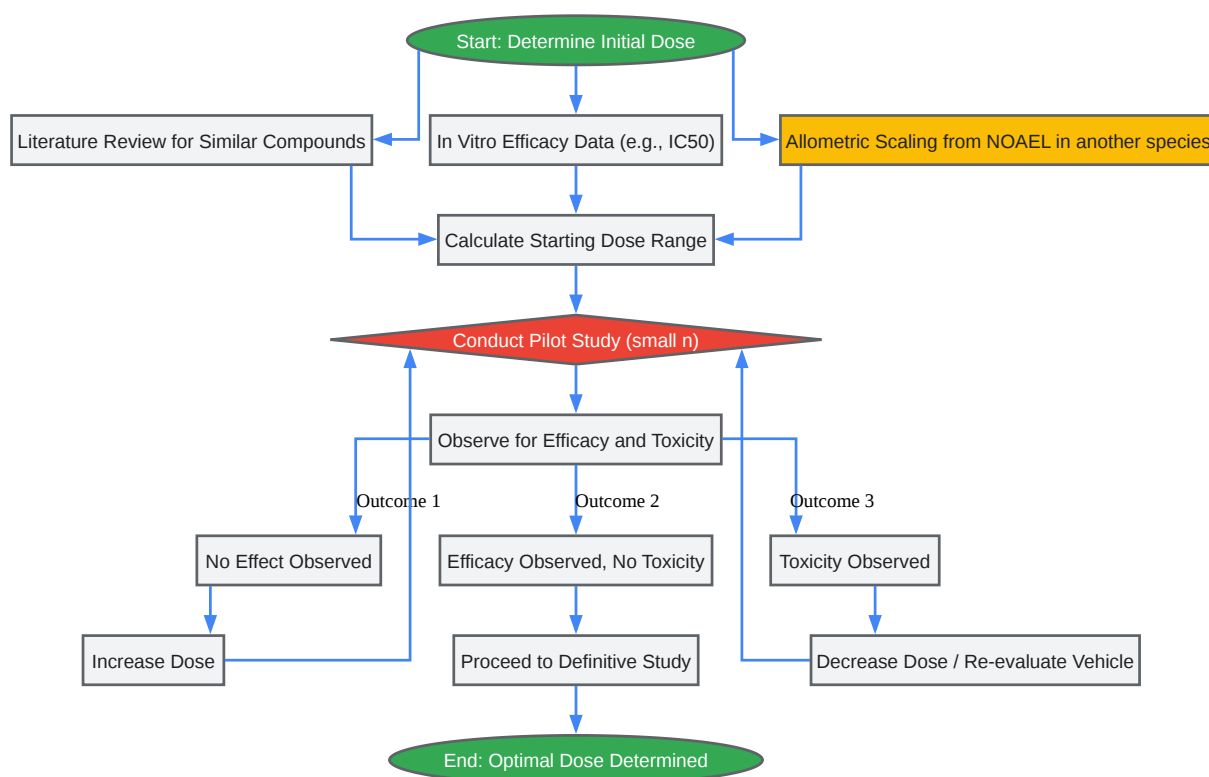 Start: Determine Initial Dose
Literature Review for Similar Compounds
In Vitro Efficacy Data (e.g., IC50)
Allometric Scaling from NOAEL in another species
Calculate Starting Dose Range
Conduct Pilot Study (small n)
Observe for Efficacy and Toxicity
Outcome 1
Outcome 2
Outcome 3
No Effect Observed
Efficacy Observed, No Toxicity
Toxicity Observed
Increase Dose
Proceed to Definitive Study
Decrease Dose / Re-evaluate Vehicle
End: Optimal Dose Determined